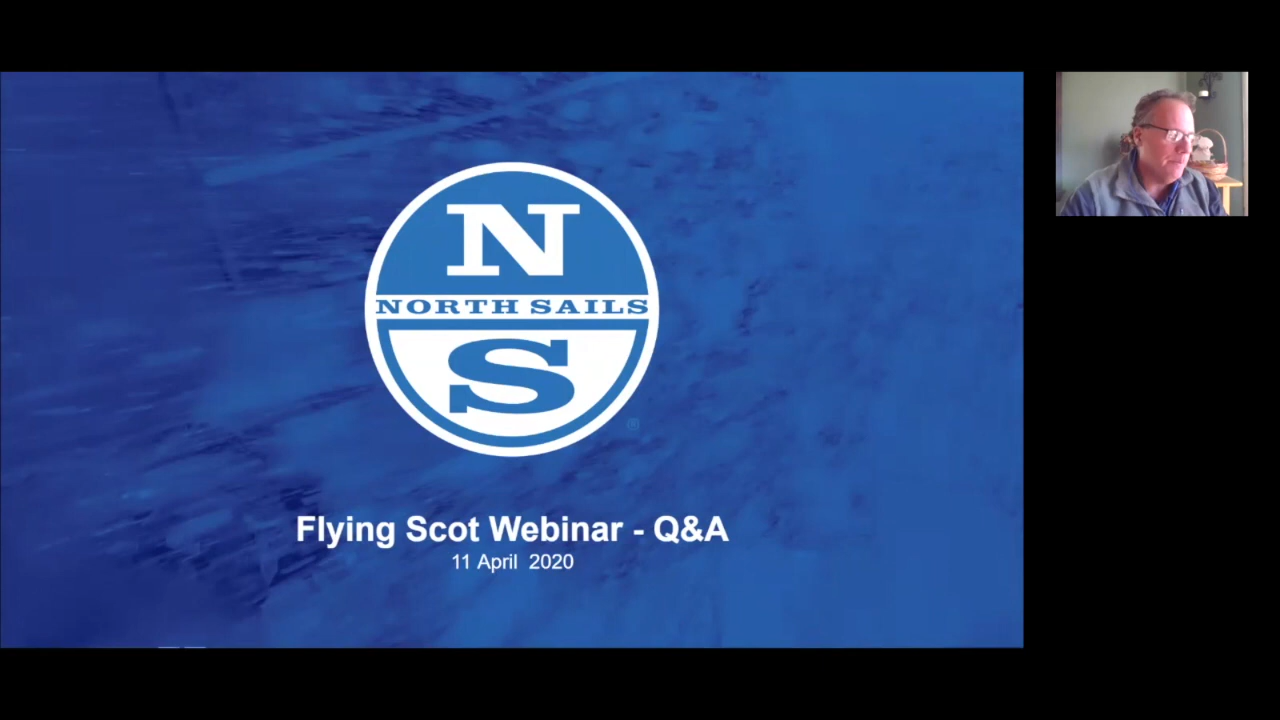 N
NORTH SAILS
S
®
Flying Scot Webinar - Q&A
11 April 2020